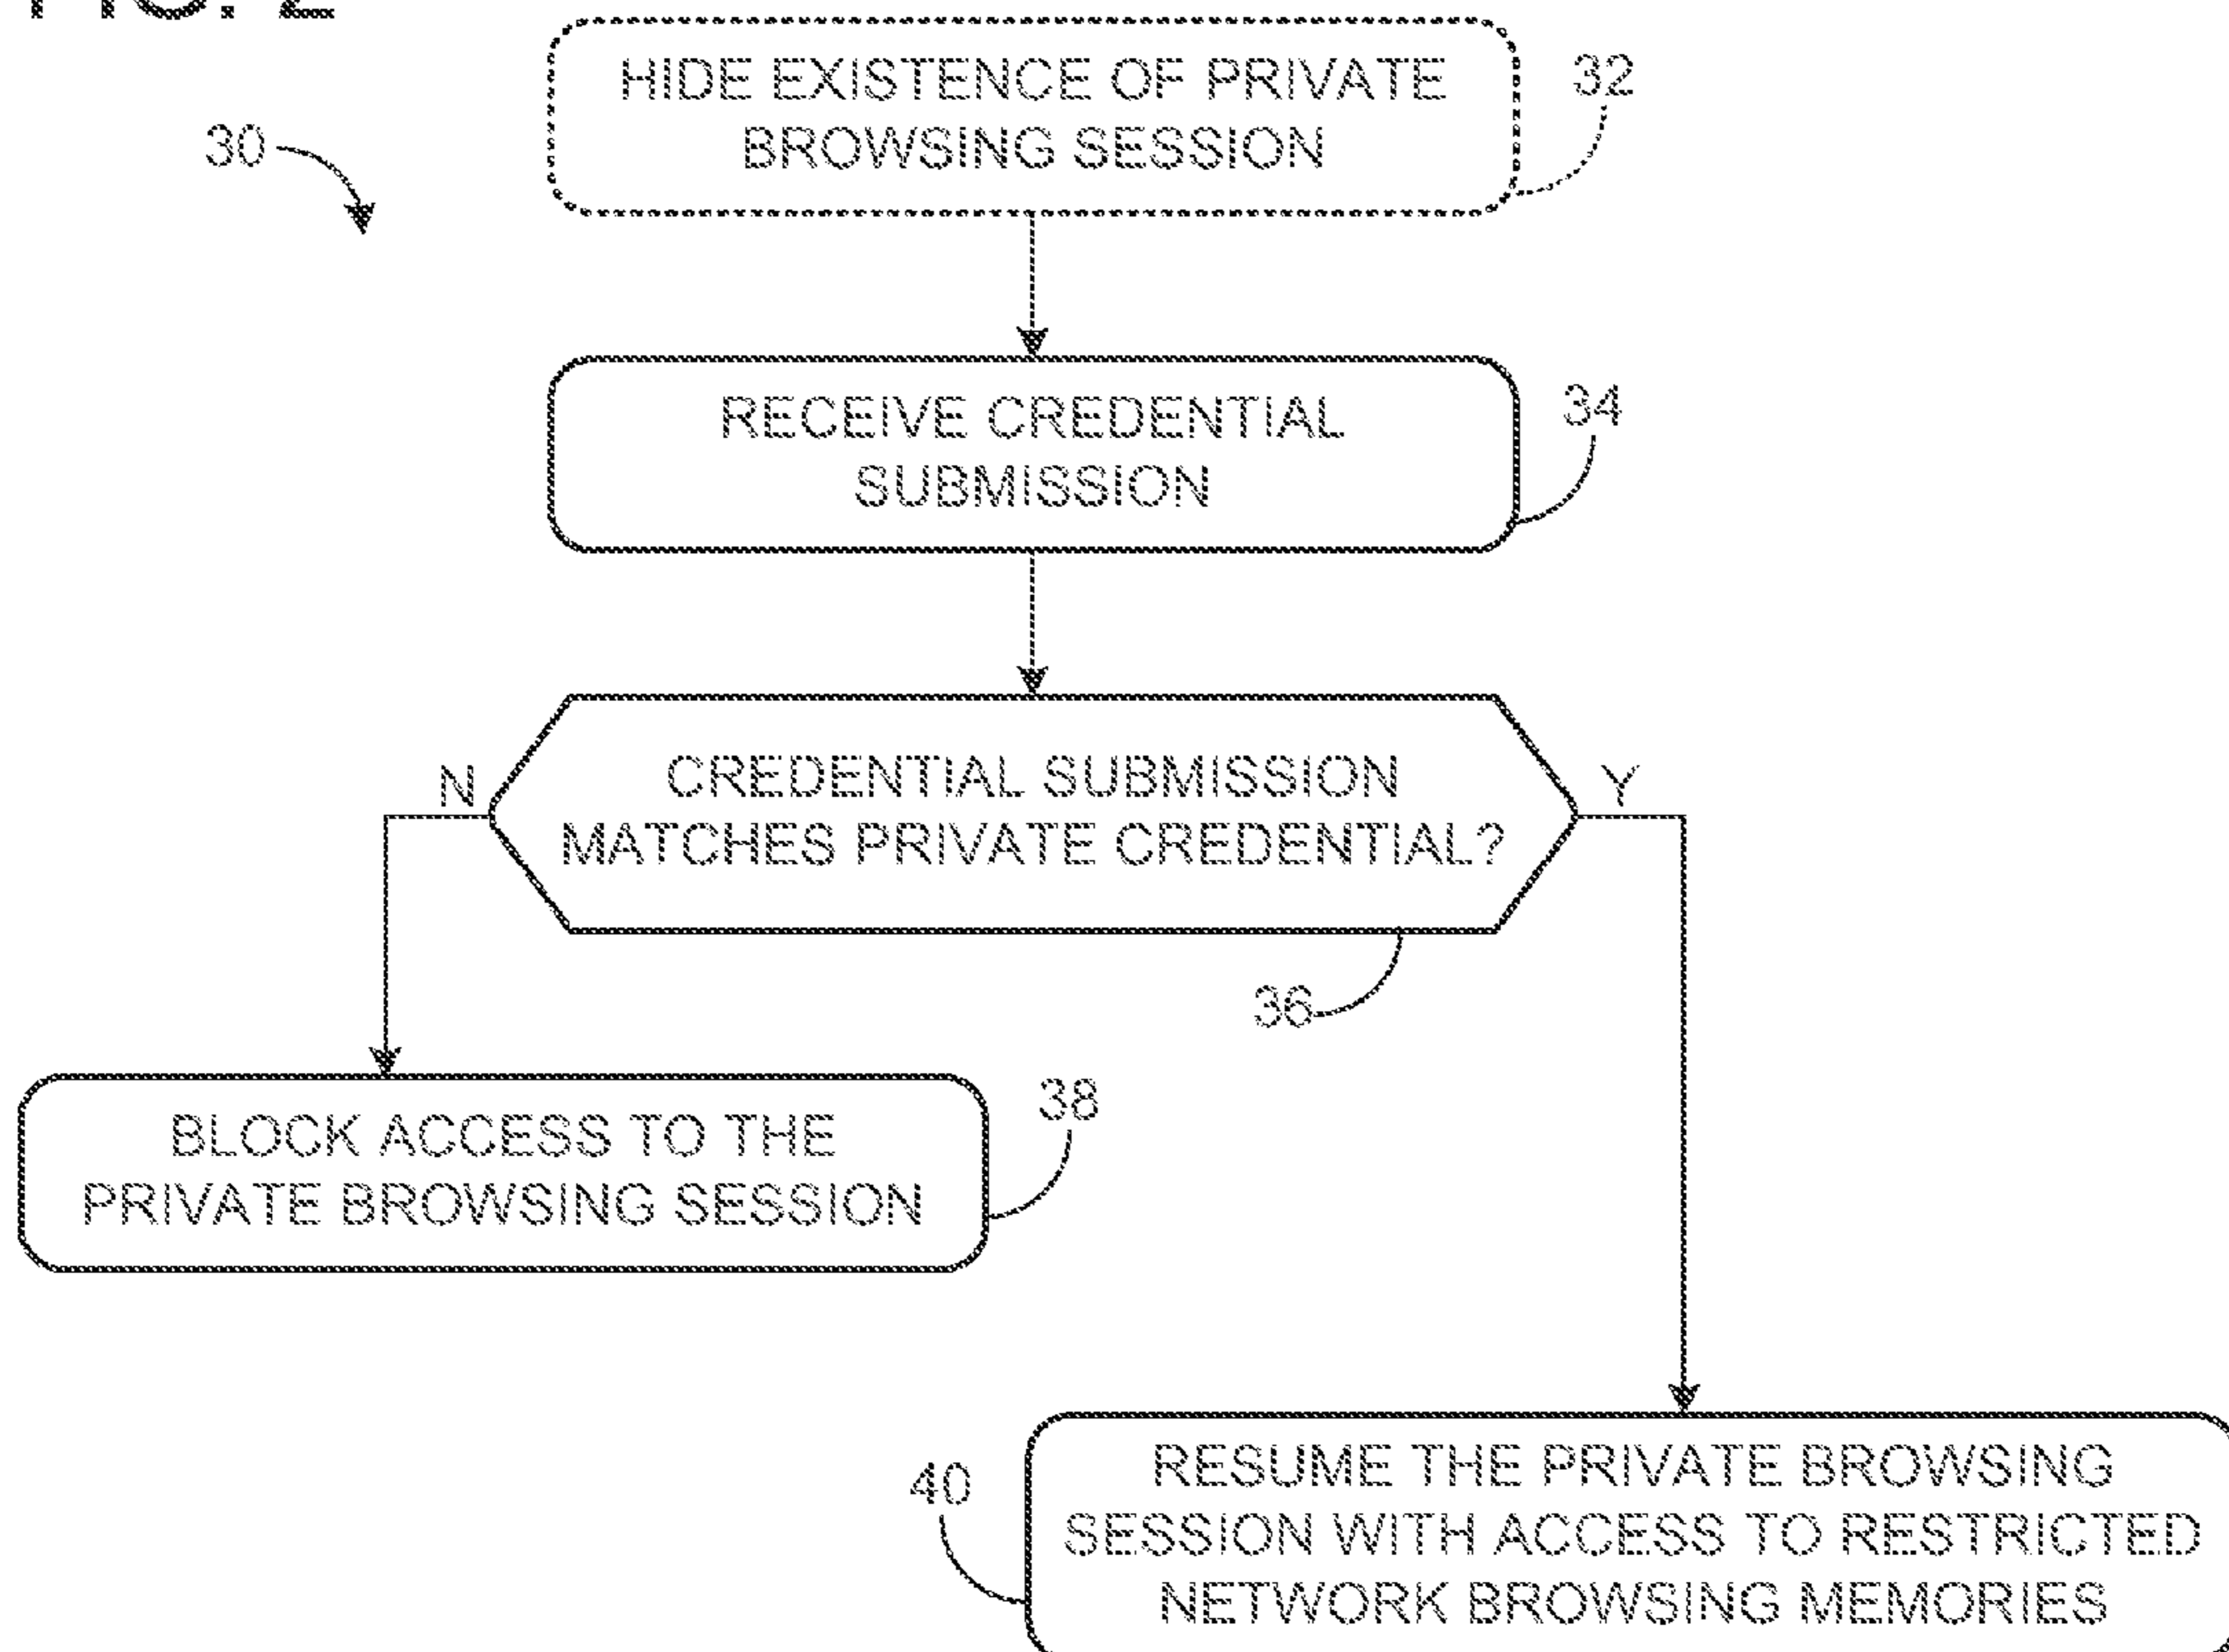 FIG. 2
HIDE EXISTENCE OF PRIVATE
BROWSING SESSION
32
30
RECEIVE CREDENTIAL
SUBMISSION
34
CREDENTIAL SUBMISSION
MATCHES PRIVATE CREDENTIAL?
N
Y
36
BLOCK ACCESS TO THE
PRIVATE BROWSING SESSION
38
RESUME THE PRIVATE BROWSING
SESSION WITH ACCESS TO RESTRICTED
NETWORK BROWSING MEMORIES
40